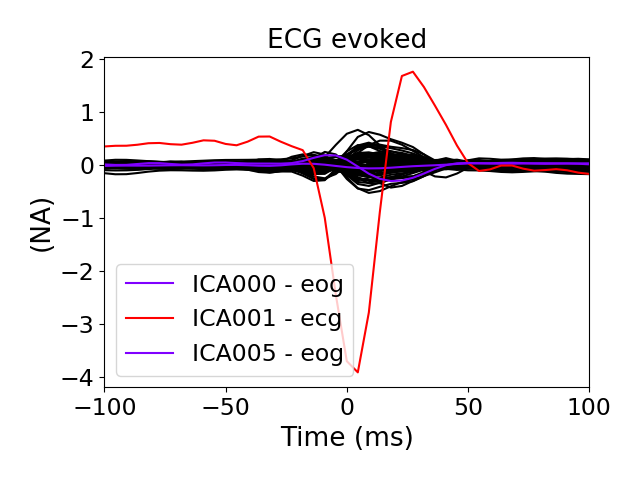 ECG evoked
2
1
0
−1
−2
−3
−4
(NA)
ICA000 - eog
ICA001 - ecg
ICA005 - eog
−100
−50
0
50
100
Time (ms)